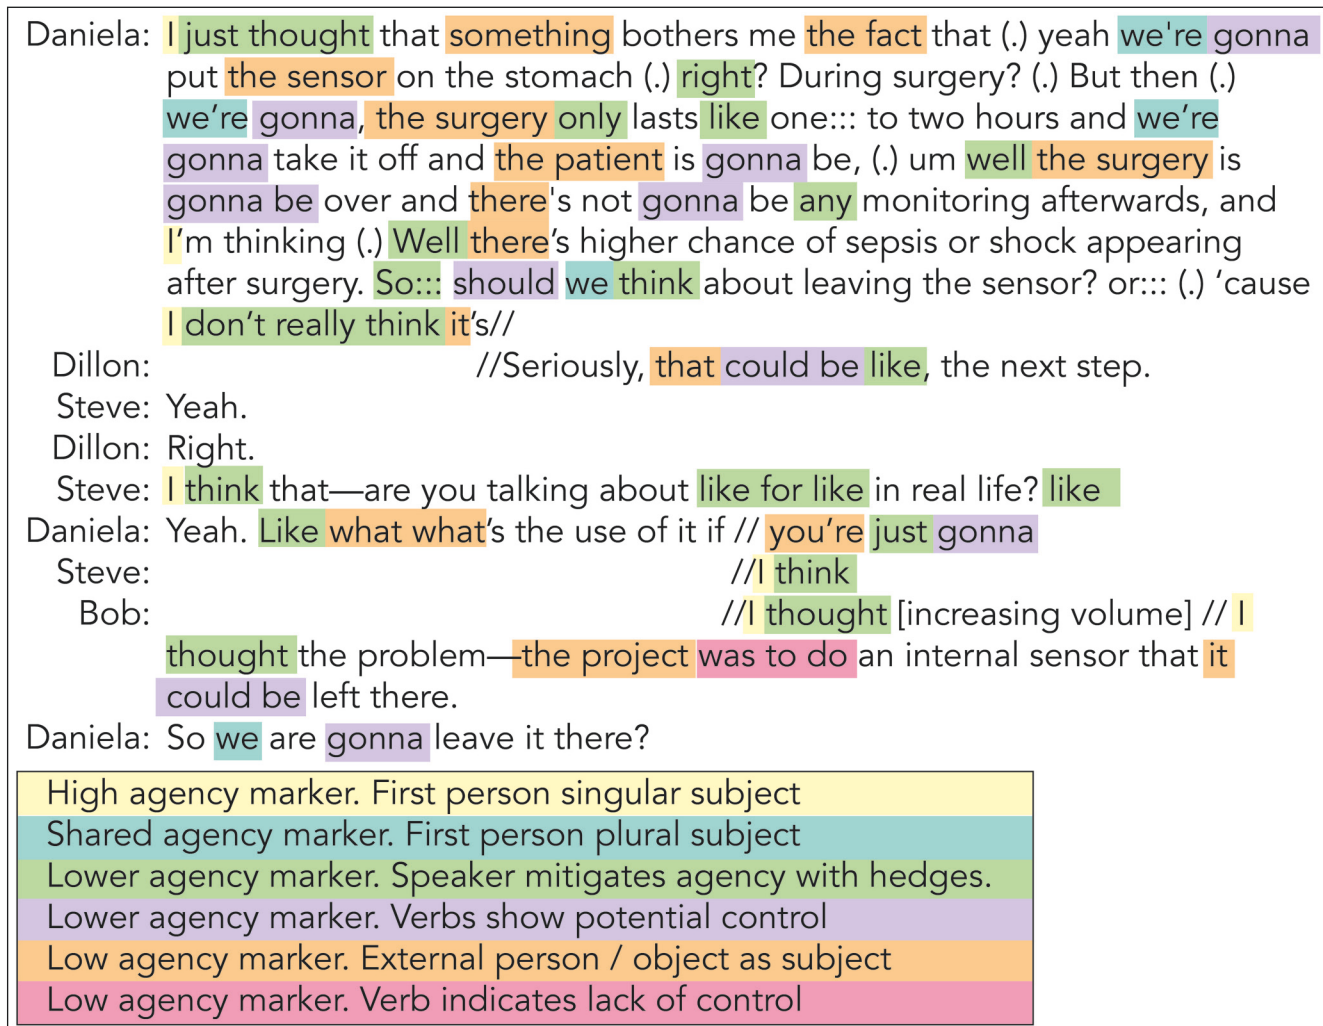 Daniela: I just thought that something bothers me the fact that (.) yeah we're gonna
put the sensor on the stomach (.) right? During surgery? (.) But then (.)
we’re gonna, the surgery only lasts like one::: to two hours and we’re
gonna take it off and the patient is gonna be, (.) um well the surgery is
gonna be over and there's not gonna be any monitoring afterwards, and
I’m thinking (.) Well there’s higher chance of sepsis or shock appearing
after surgery. So::: should we think about leaving the sensor? or::: (.) ‘cause
I don’t really think it’s//
Dillon: //Seriously, that could be like, the next step.
Steve: Yeah.
Dillon: Right.
Steve: I think that—are you talking about like for like in real life? like
Daniela: Yeah. Like what what’s the use of it if // you’re just gonna
Steve: //I think
Bob: //I thought [increasing volume] // I
thought the problem—the project was to do an internal sensor that it
could be left there.
Daniela: So we are gonna leave it there?
High agency marker. First person singular subject
Shared agency marker. First person plural subject
Lower agency marker. Speaker mitigates agency with hedges.
Lower agency marker. Verbs show potential control
Low agency marker. External person / object as subject
Low agency marker. Verb indicates lack of control